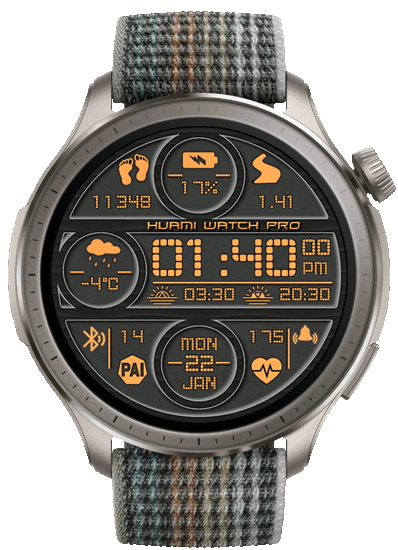 17%
11348
1.41
HUAMI WATCH PRO
01:40 00 PM
-4°C
03:30 20:30
14
175
PAI
MON
22
JAN